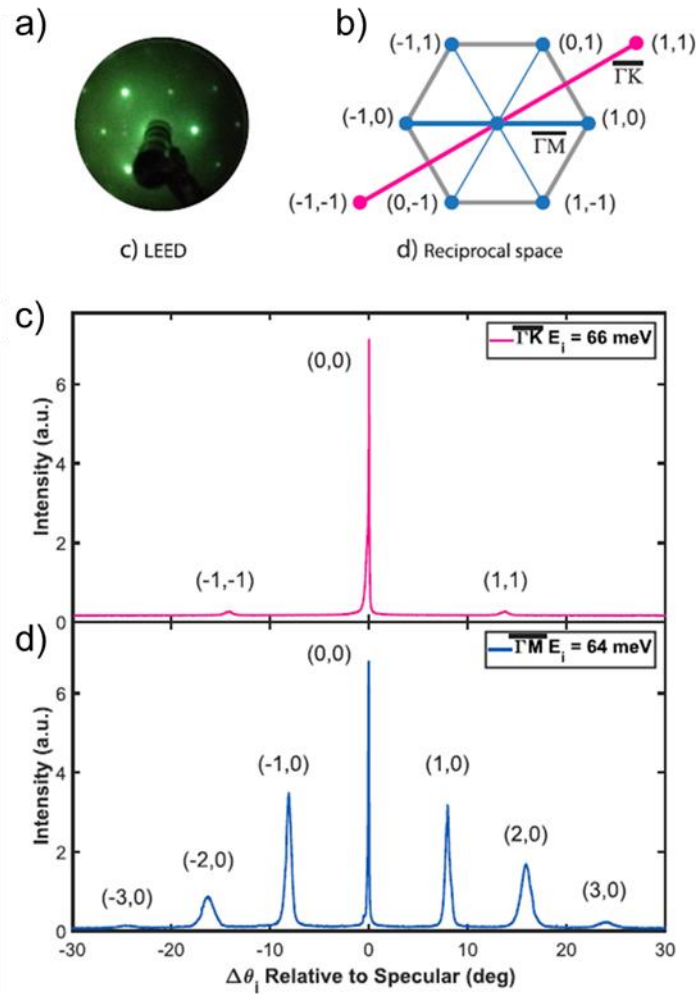 a)
b)
(-1,1)
(0,1)
(1,1)
ΓK
(-1,0)
(1,0)
ΓM
(-1,-1)
(0,-1)
(1,-1)
c) LEED
d) Reciprocal space
c)
ΓK E_i = 66 meV
(0,0)
6
4
2
0
Intensity (a.u.)
(-1,-1)
(1,1)
d)
ΓM E_i = 64 meV
(0,0)
6
4
2
0
Intensity (a.u.)
(-1,0)
(1,0)
(-2,0)
(2,0)
(-3,0)
(3,0)
-30 -20 -10 0 10 20 30
Δθ_i Relative to Specular (deg)